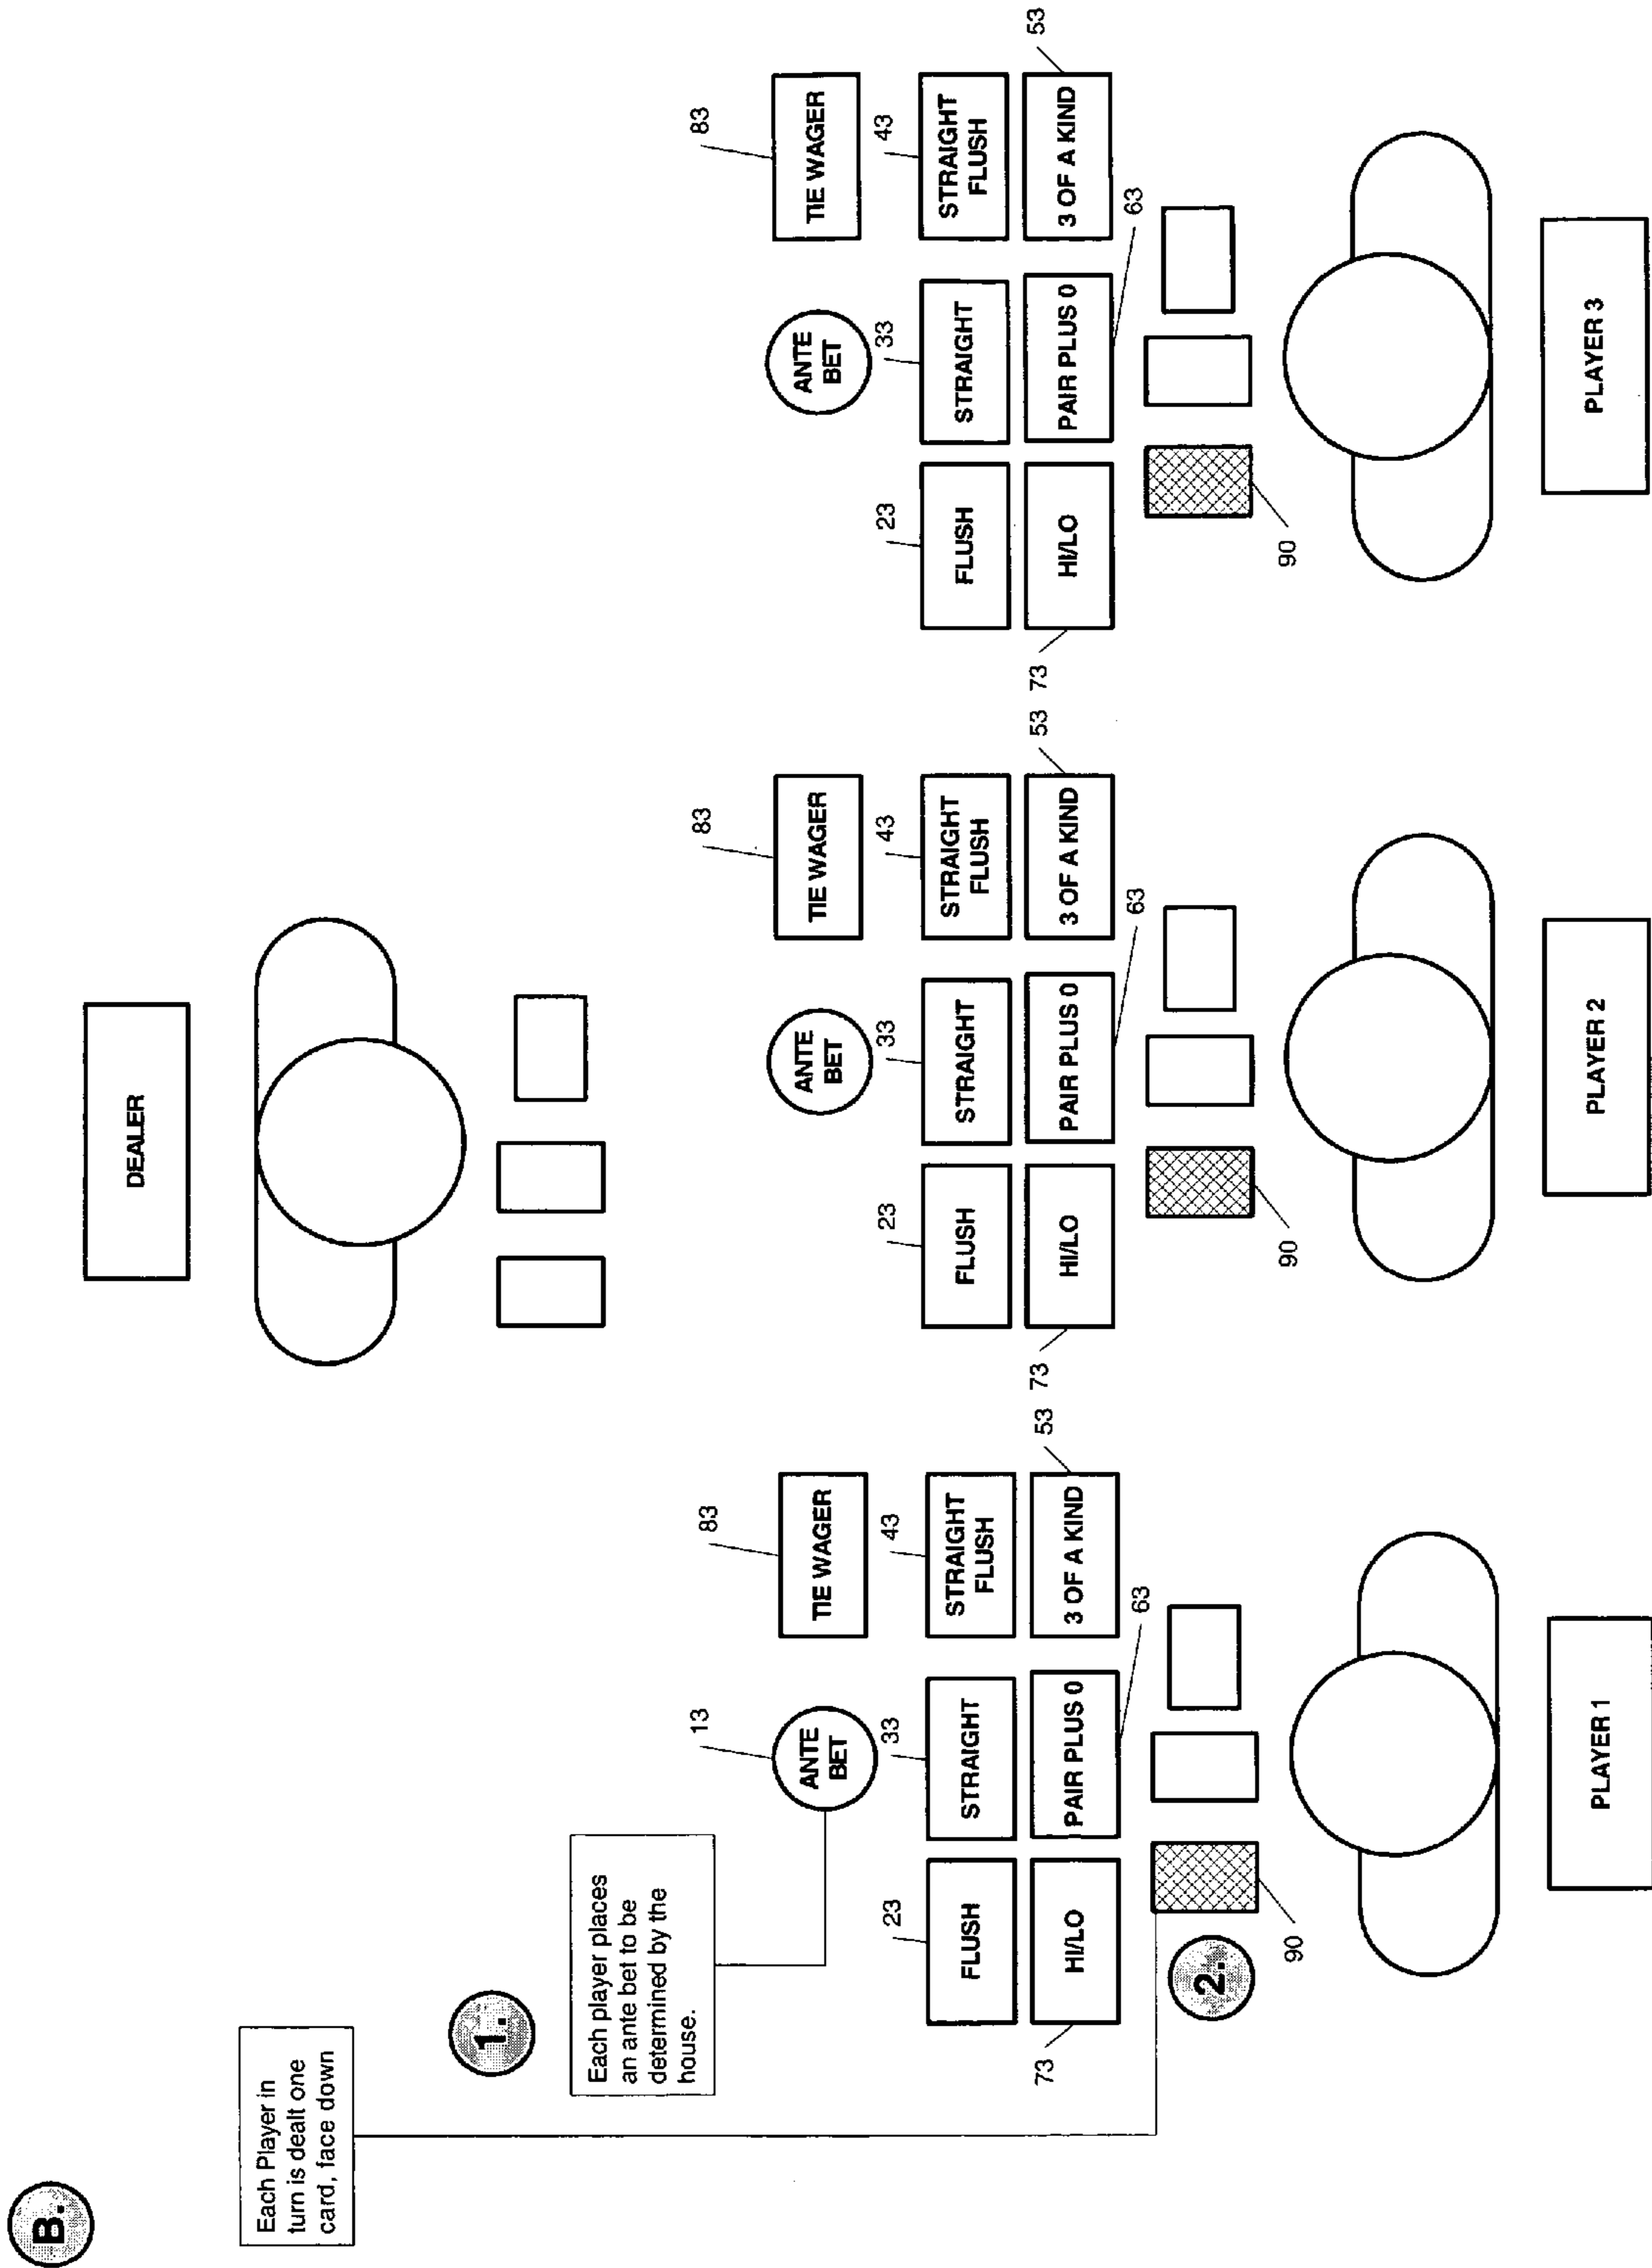 B.
Each Player in
turn is dealt one
card, face down
1.
Each player places
an ante bet to be
determined by the
house.
DEALER
13
83
83
83
ANTE
BET
TIE WAGER
ANTE
BET
TIE WAGER
ANTE
BET
TIE WAGER
23
33
43
23
33
43
23
33
43
FLUSH
STRAIGHT
STRAIGHT
FLUSH
FLUSH
STRAIGHT
STRAIGHT
FLUSH
FLUSH
STRAIGHT
STRAIGHT
FLUSH
73
HI/LO
PAIR PLUS 0
3 OF A KIND
53
73
HI/LO
PAIR PLUS 0
3 OF A KIND
53
73
HI/LO
PAIR PLUS 0
3 OF A KIND
53
63
63
63
2.
90
90
90
PLAYER 1
PLAYER 2
PLAYER 3